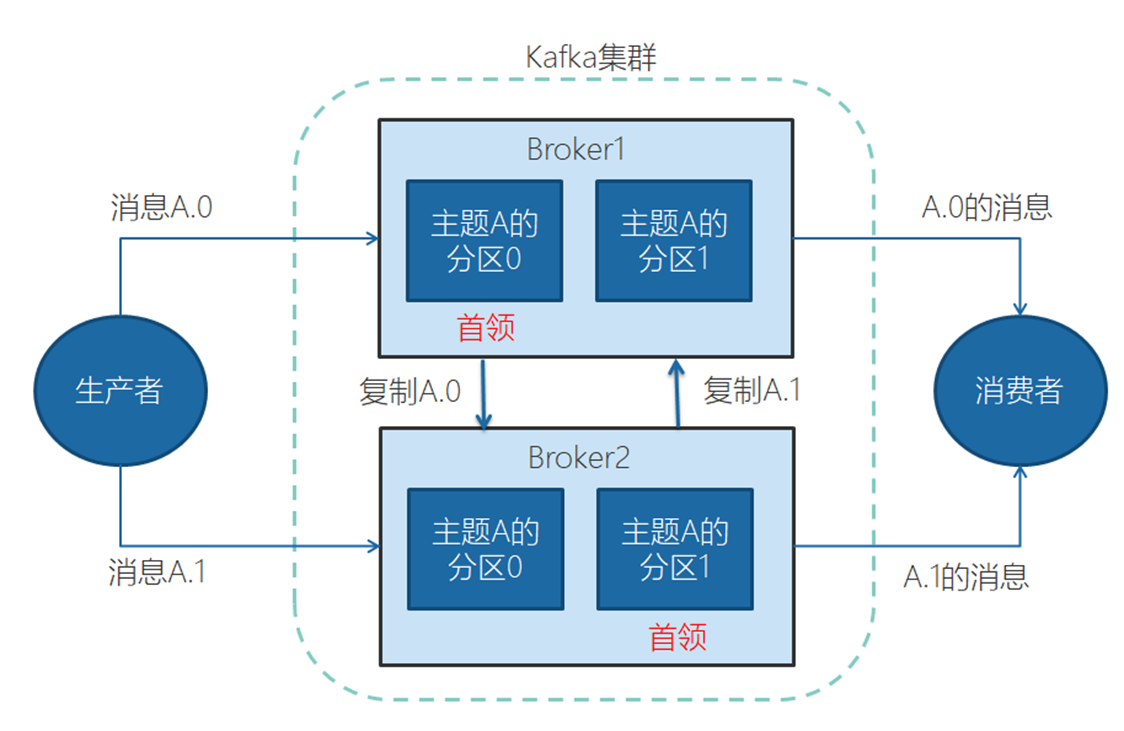 Kafka集群
Broker1
消息A.0
A.0的消息
主题A的
分区0
主题A的
分区1
首领
生产者
复制A.0
复制A.1
消费者
Broker2
主题A的
分区0
主题A的
分区1
消息A.1
A.1的消息
首领